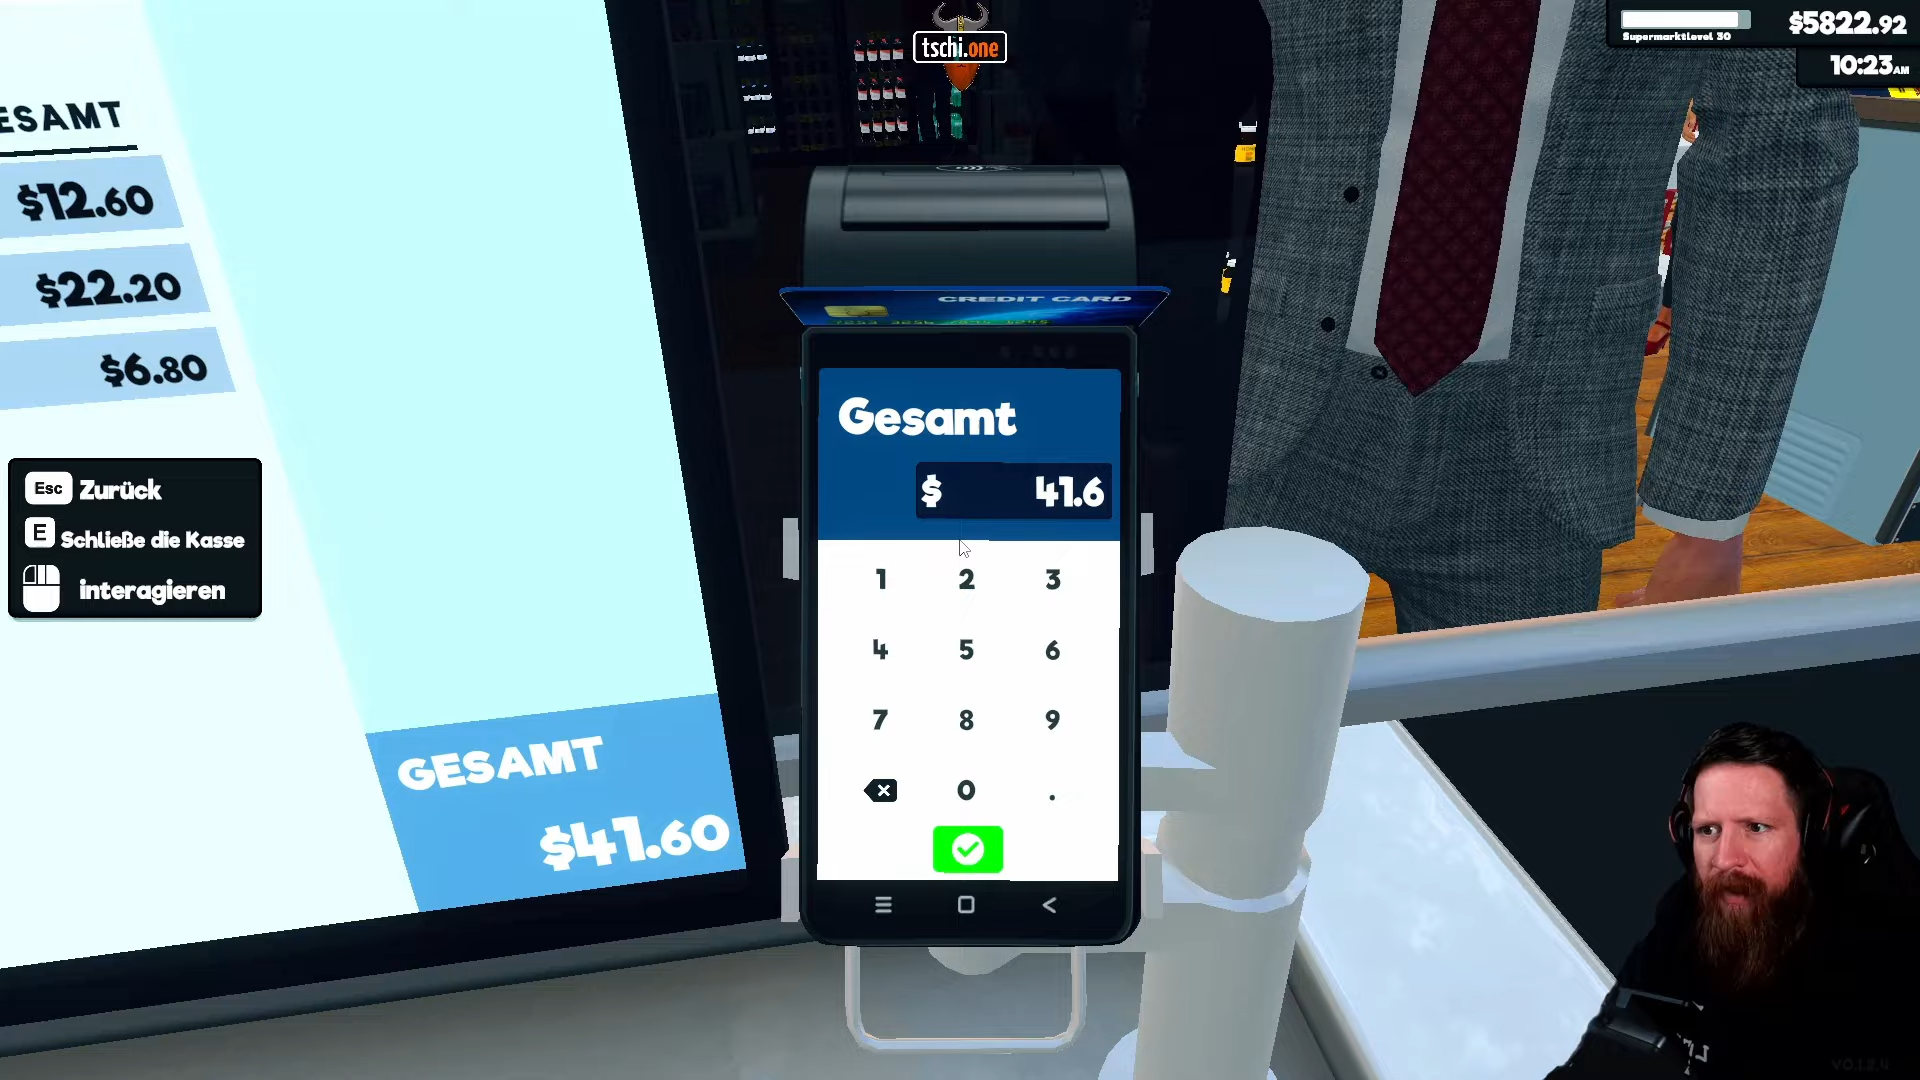 tschi.one
$5822.92
Supermarktlevel 30
10:23AM
ESAMT
$12.60
$22.20
$6.80
Esc Zurück
E Schließe die Kasse
interagieren
GESAMT
$41.60
CREDIT CARD
Gesamt
$ 41.6
1 2 3
4 5 6
7 8 9
0 .